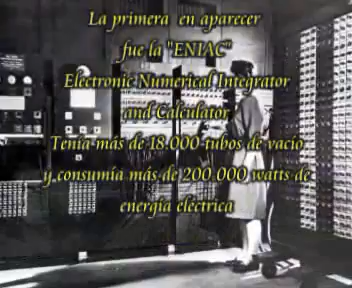 La primera en aparecer
fue la "ENIAC"
Electronic Numerical Integrator
and Calculator
Tenía más de 18.000 tubos de vacío
y consumía más de 200.000 watts de
energía eléctrica